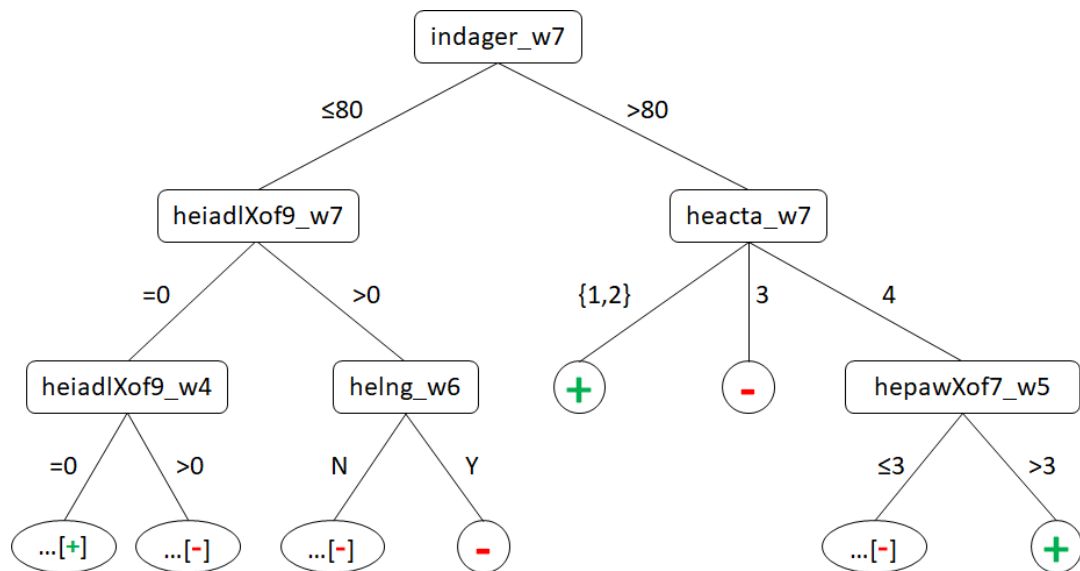 indager_w7
≤80
>80
heiadlXof9_w7
heacta_w7
=0
>0
{1,2}
3
4
heiadlXof9_w4
helng_w6
+
-
hepawXof7_w5
=0
>0
N
Y
≤3
>3
...[+]
...[-]
...[-]
-
...[-]
+